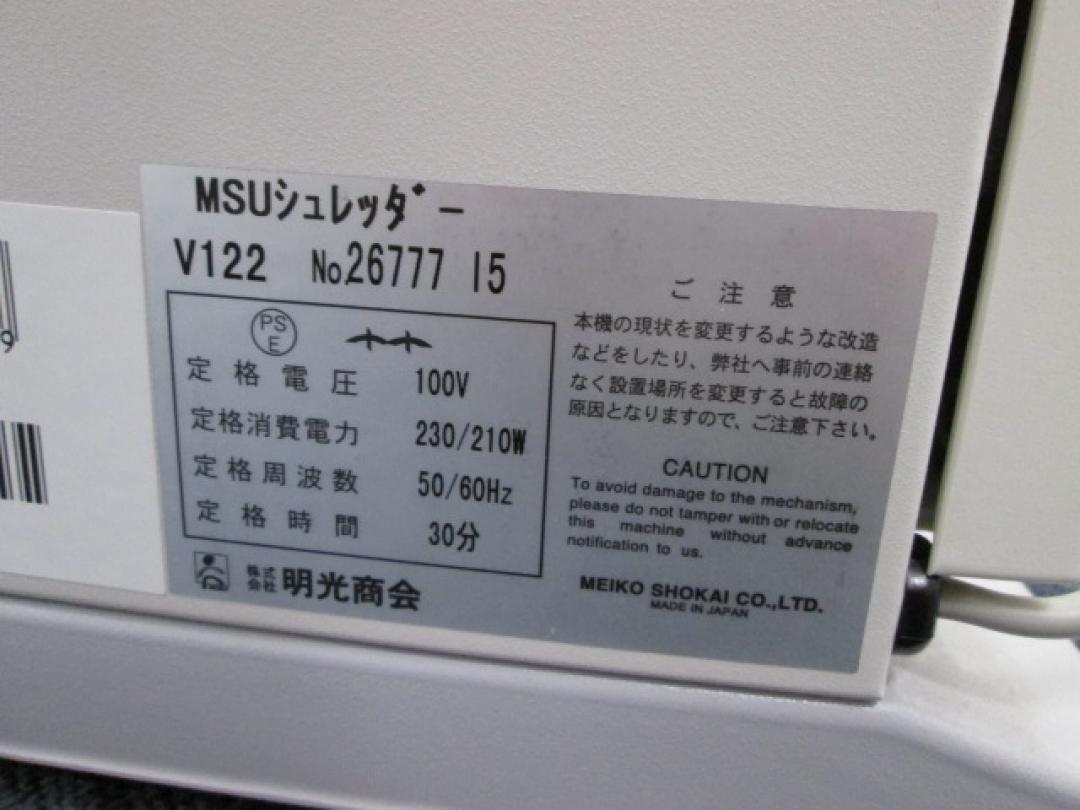 MSUシュレッダー
V122 No.26777 15
PS
E
定格電圧 100V
定格消費電力 230/210W
定格周波数 50/60Hz
定格時間 30分
株式
会社 明光商会
ご注意
本機の現状を変更するような改造
などをしたり、弊社へ事前の連絡
なく設置場所を変更すると故障の
原因となりますので、ご注意下さい。
CAUTION
To avoid damage to the mechanism,
please do not tamper with or relocate
this machine without advance
notification to us.
MEIKO SHOKAI CO.,LTD.
MADE IN JAPAN
9